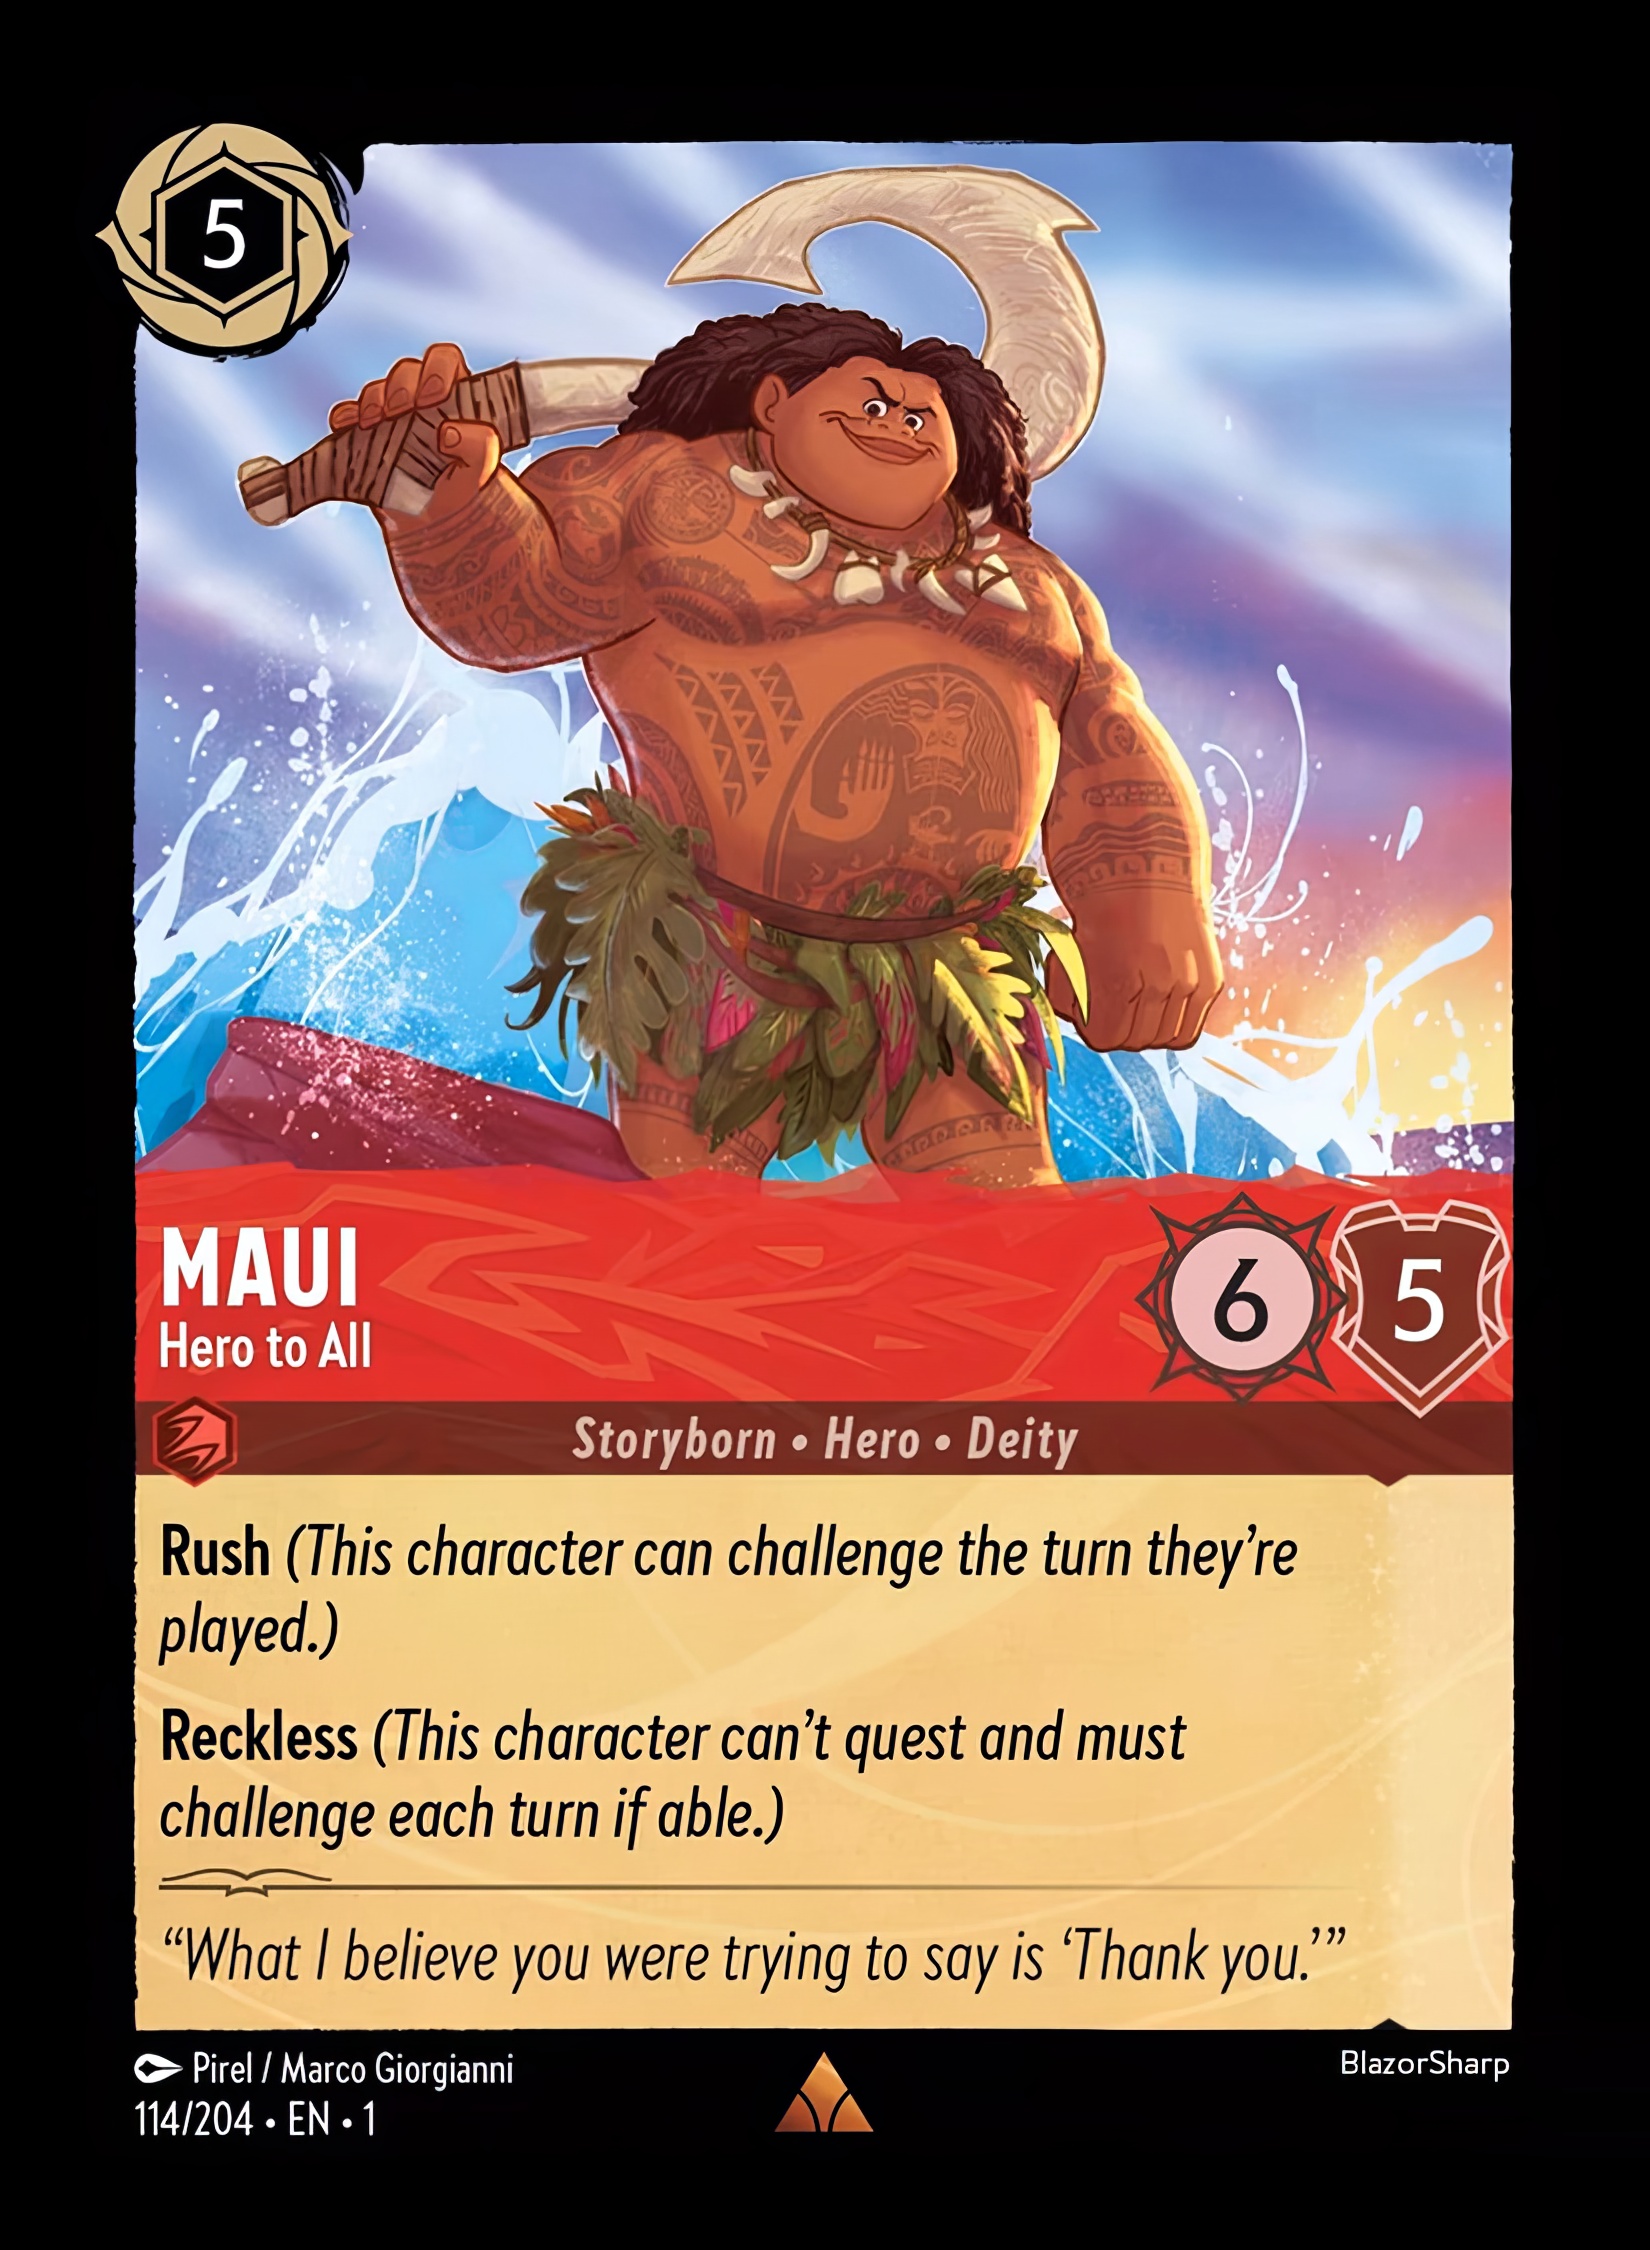 5
MAUI
Hero to All
6
5
Storyborn • Hero • Deity
Rush (This character can challenge the turn they’re
played.)
Reckless (This character can’t quest and must
challenge each turn if able.)
“What I believe you were trying to say is ‘Thank you.’”
Pirel / Marco Giorgianni
BlazorSharp
114/204 • EN • 1